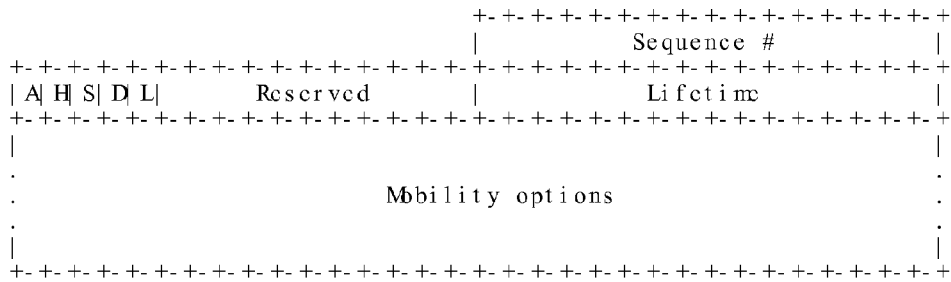 +-+-+-+-+-+-+-+-+-+-+-+-+-+-+-+-+
| Sequence # |
+-+-+-+-+-+-+-+-+-+-+-+-+-+-+-+-+-+-+-+-+-+-+-+-+-+-+-+-+-+-+-+-+
|A|H|S|D|L| Reserved | Lifetime |
+-+-+-+-+-+-+-+-+-+-+-+-+-+-+-+-+-+-+-+-+-+-+-+-+-+-+-+-+-+-+-+-+
| |
. .
. Mobility options .
. .
| |
+-+-+-+-+-+-+-+-+-+-+-+-+-+-+-+-+-+-+-+-+-+-+-+-+-+-+-+-+-+-+-+-+